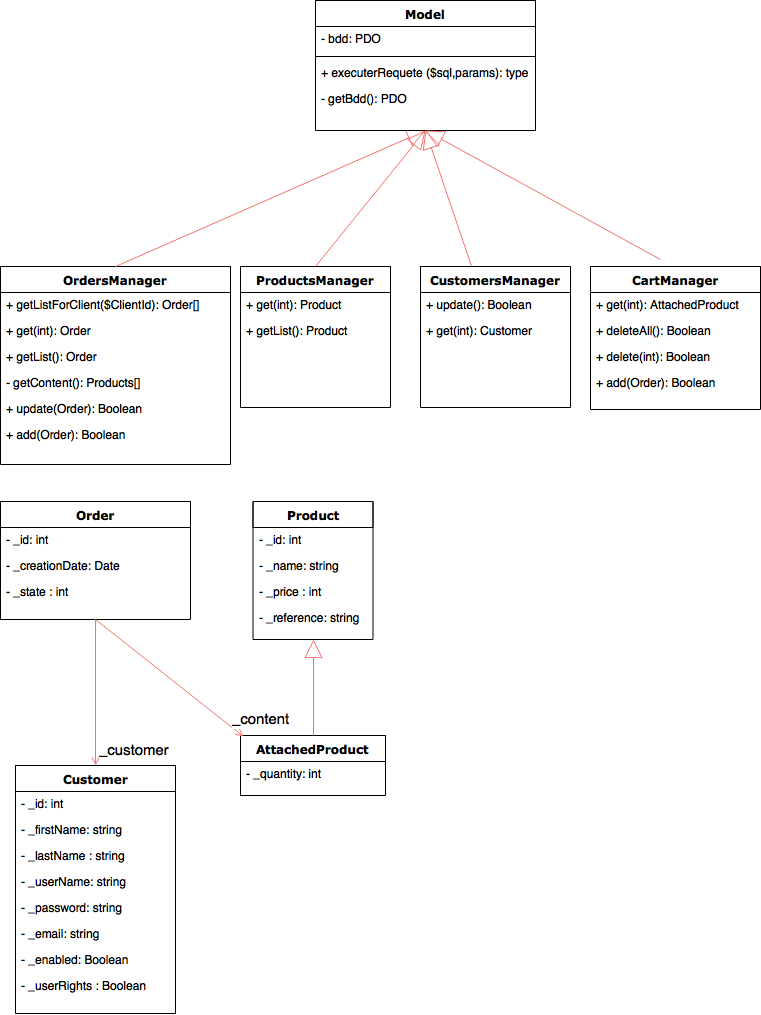 Model
- bdd: PDO
+ executerRequete ($sql,params): type
- getBdd(): PDO
OrdersManager
+ getListForClient($ClientId): Order[]
+ get(int): Order
+ getList(): Order
- getContent(): Products[]
+ update(Order): Boolean
+ add(Order): Boolean
ProductsManager
+ get(int): Product
+ getList(): Product
CustomersManager
+ update(): Boolean
+ get(int): Customer
CartManager
+ get(int): AttachedProduct
+ deleteAll(): Boolean
+ delete(int): Boolean
+ add(Order): Boolean
Order
- _id: int
- _creationDate: Date
- _state : int
Product
- _id: int
- _name: string
- _price : int
- _reference: string
_content
_customer
AttachedProduct
- _quantity: int
Customer
- _id: int
- _firstName: string
- _lastName : string
- _userName: string
- _password: string
- _email: string
- _enabled: Boolean
- _userRights : Boolean